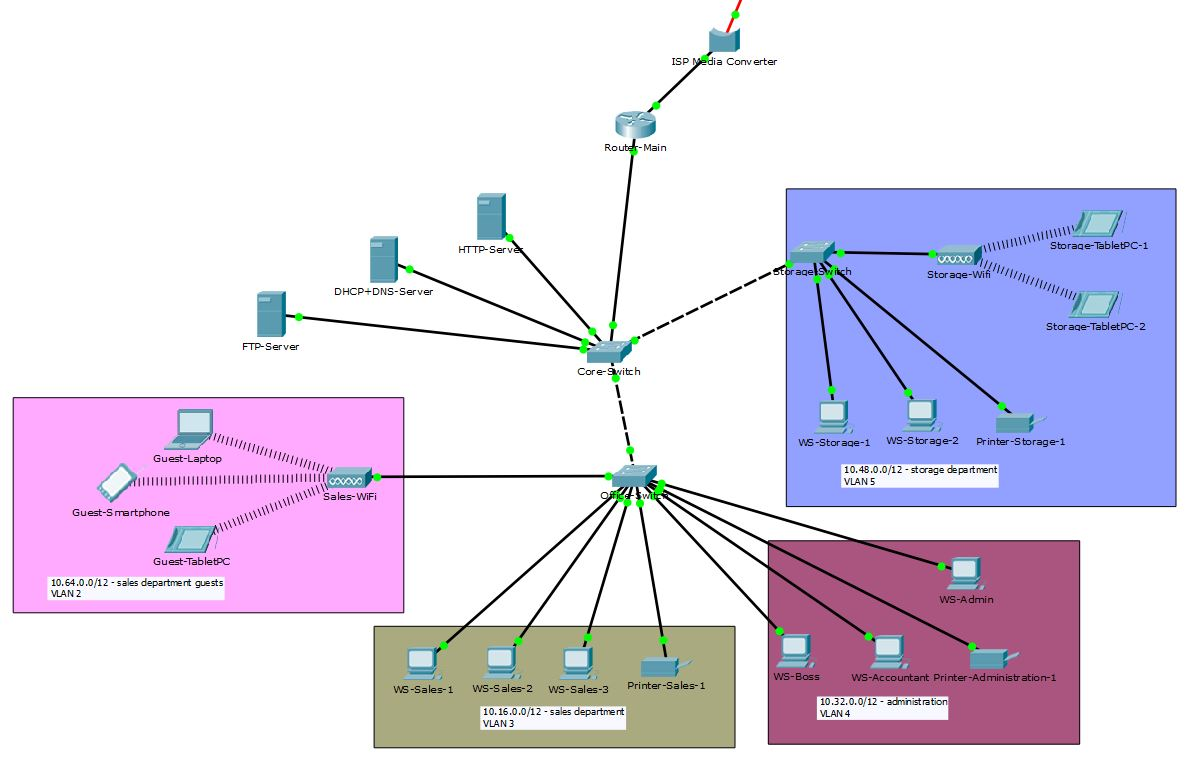 ISP Media Converter
Router-Main
HTTP-Server
DHCP+DNS-Server
FTP-Server
Core-Switch
Storage-Switch
Storage-Wifi
Storage-TabletPC-1
Storage-TabletPC-2
WS-Storage-1
WS-Storage-2
Printer-Storage-1
10.48.0.0/12 - storage department
VLAN 5
Guest-Laptop
Guest-Smartphone
Sales-WiFi
Guest-TabletPC
10.64.0.0/12 - sales department guests
VLAN 2
Office-Switch
WS-Sales-1
WS-Sales-2
WS-Sales-3
Printer-Sales-1
10.16.0.0/12 - sales department
VLAN 3
WS-Admin
WS-Boss
WS-Accountant
Printer-Administration-1
10.32.0.0/12 - administration
VLAN 4